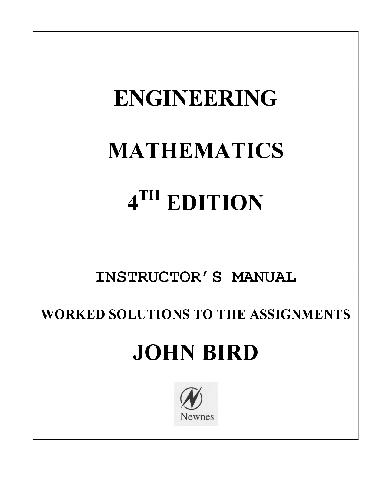 ENGINEERING
MATHEMATICS
4TH EDITION
INSTRUCTOR'S MANUAL
WORKED SOLUTIONS TO THE ASSIGNMENTS
JOHN BIRD
Newnes